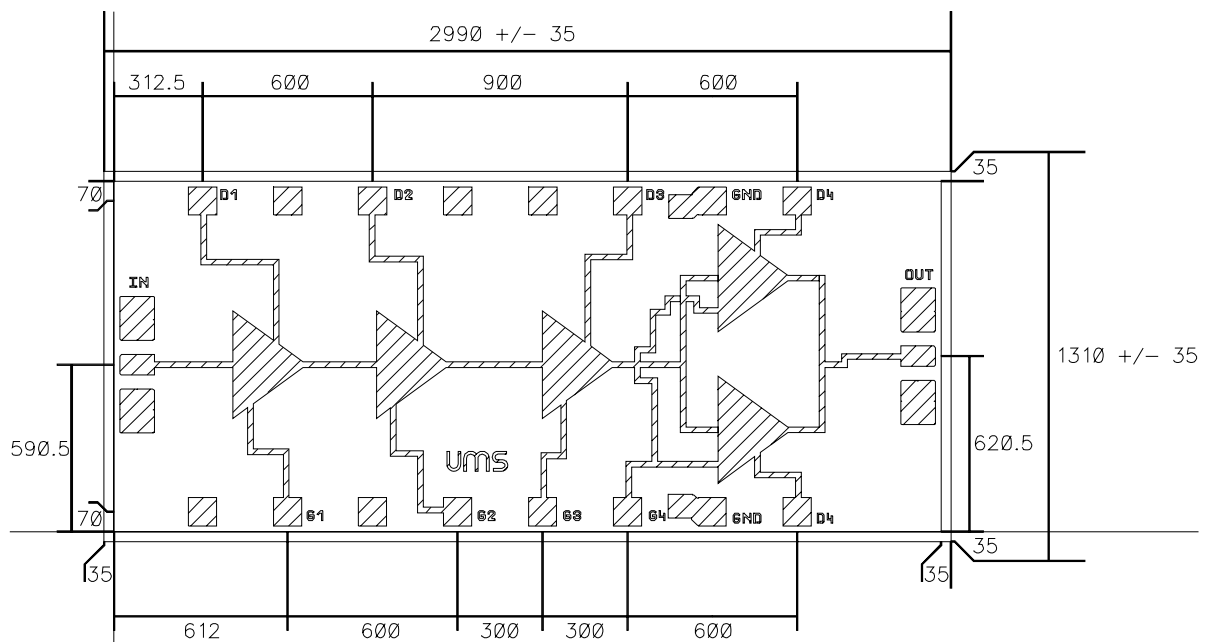 2990 +/- 35
312.5 600 900 600
35
70 D1 D2 D3 GND D4
IN OUT
1310 +/- 35
590.5 620.5
ums
70 G1 G2 G3 G4 GND D4
35
35 35
612 600 300 300 600